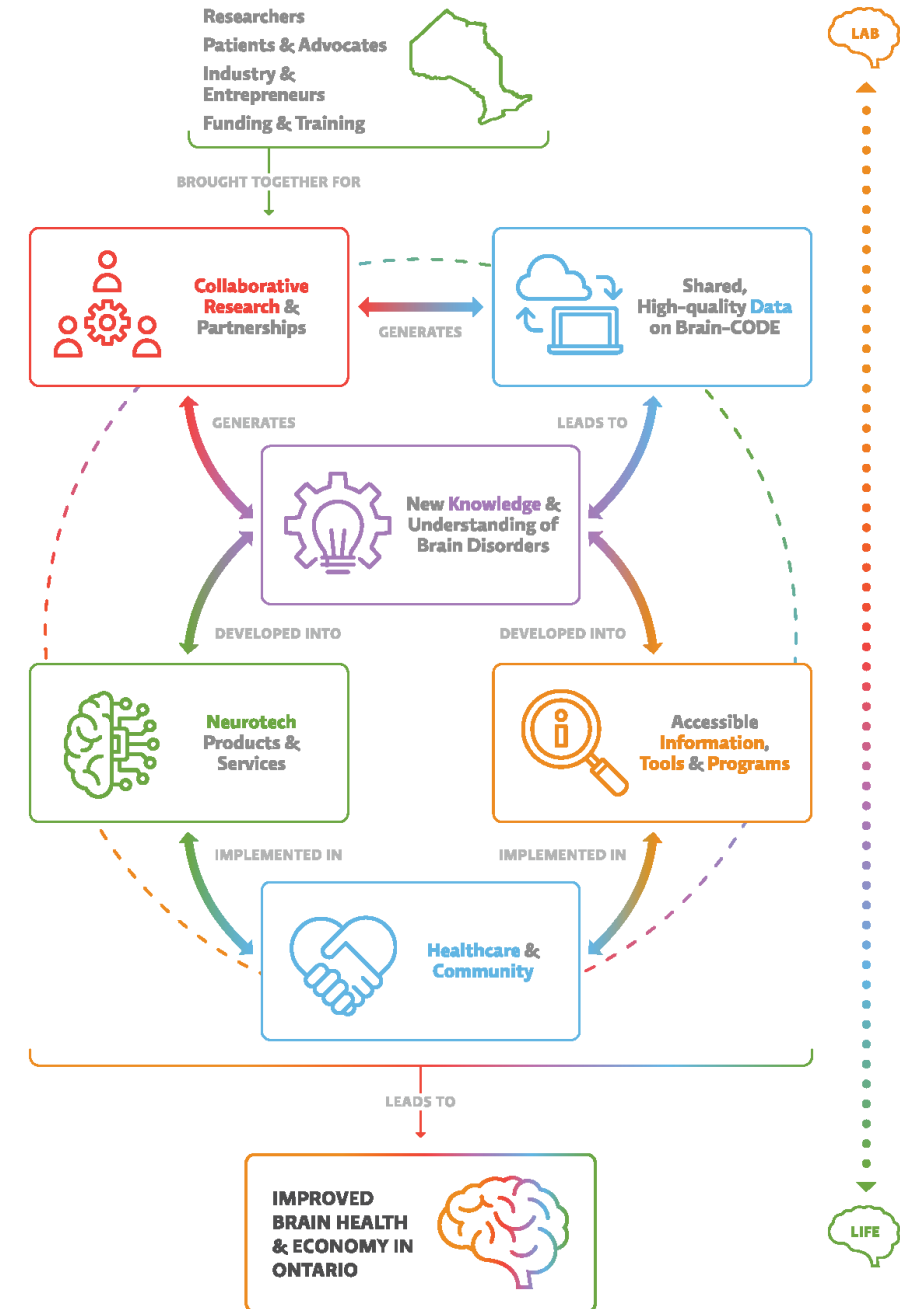 Researchers
Patients & Advocates
Industry &
Entrepreneurs
Funding & Training
LAB
BROUGHT TOGETHER FOR
Collaborative
Research &
Partnerships
GENERATES
Shared,
High-quality Data
on Brain-CODE
GENERATES
LEADS TO
New Knowledge &
Understanding of
Brain Disorders
DEVELOPED INTO
DEVELOPED INTO
Neurotech
Products &
Services
Accessible
Information,
Tools & Programs
IMPLEMENTED IN
IMPLEMENTED IN
Healthcare &
Community
LEADS TO
IMPROVED
BRAIN HEALTH
& ECONOMY IN
ONTARIO
LIFE